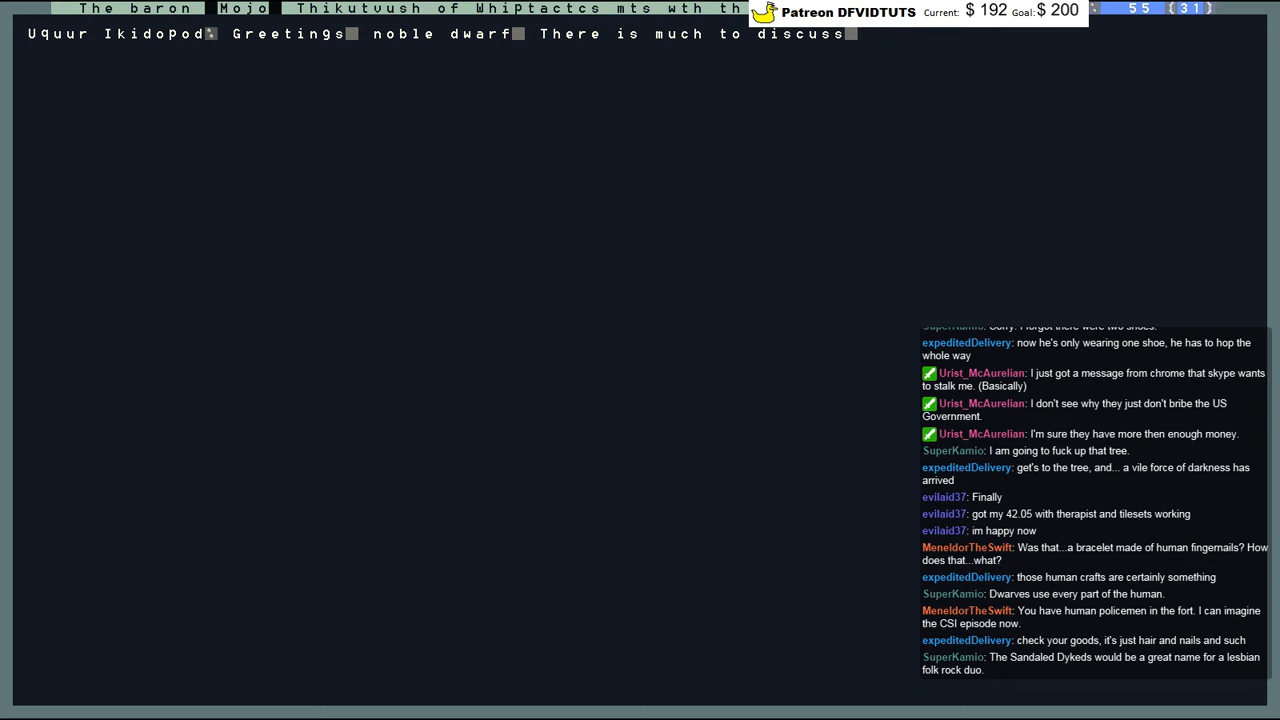 The baron Mojo Thikutvush of Whiptactcs mts wth th
Patreon DFVIDTUTS Current: $ 192 Goal: $ 200
55 {31}
Uquur Ikidopod Greetings noble dwarf There is much to discuss
SuperKamio: Sorry. I forgot there were two shoes.
expeditedDelivery: now he's only wearing one shoe, he has to hop the
whole way
Urist_McAurelian: I just got a message from chrome that skype wants
to stalk me. (Basically)
Urist_McAurelian: I don't see why they just don't bribe the US
Government.
Urist_McAurelian: I'm sure they have more then enough money.
SuperKamio: I am going to fuck up that tree.
expeditedDelivery: get's to the tree, and... a vile force of darkness has
arrived
evilaid37: Finally
evilaid37: got my 42.05 with therapist and tilesets working
evilaid37: im happy now
MeneldorTheSwift: Was that...a bracelet made of human fingernails? How
does that...what?
expeditedDelivery: those human crafts are certainly something
SuperKamio: Dwarves use every part of the human.
MeneldorTheSwift: You have human policemen in the fort. I can imagine
the CSI episode now.
expeditedDelivery: check your goods, it's just hair and nails and such
SuperKamio: The Sandaled Dykeds would be a great name for a lesbian
folk rock duo.